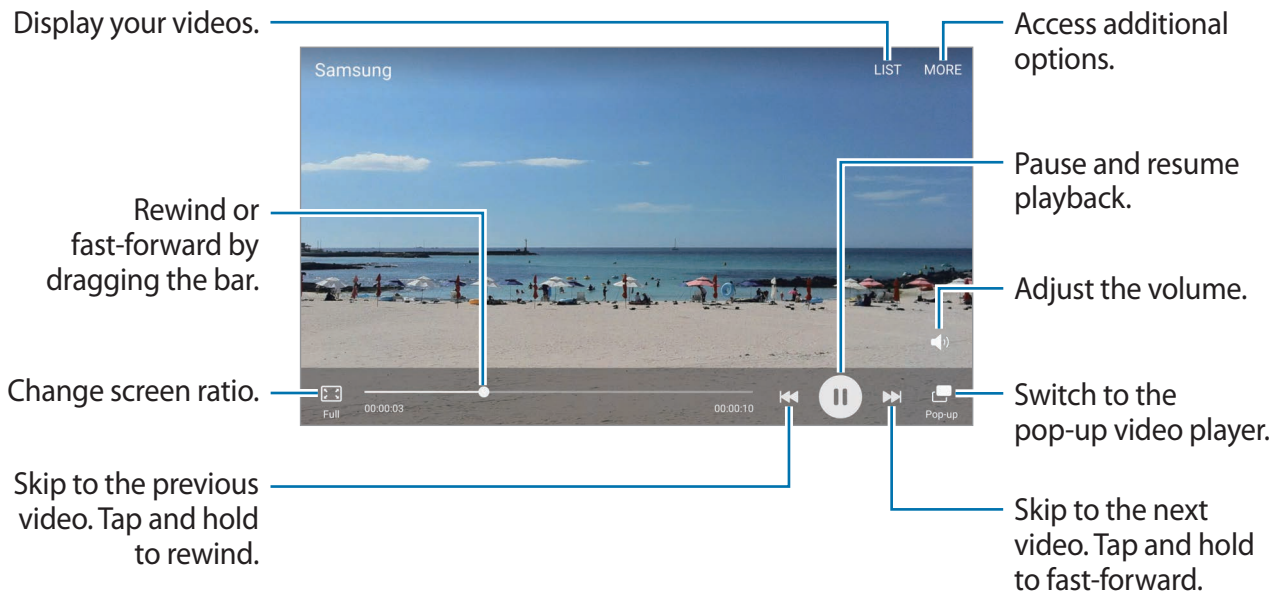 Display your videos.
Access additional
options.
Samsung
LIST MORE
Pause and resume
playback.
Rewind or
fast-forward by
dragging the bar.
Adjust the volume.
Change screen ratio.
Full
00:00:03
00:00:10
Pop-up
Switch to the
pop-up video player.
Skip to the previous
video. Tap and hold
to rewind.
Skip to the next
video. Tap and hold
to fast-forward.